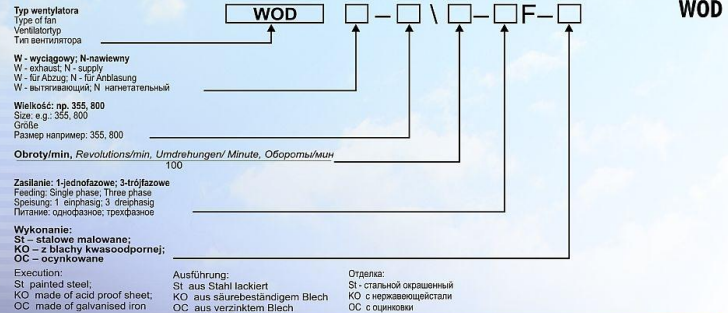 Typ wentylatora
Type of fan
Ventilatortyp
Тип вентилятора
WOD
– \ – F –
WOD
W - wyciągowy; N-nawiewny
W - exhaust; N - supply
W - für Abzug; N - für Anblasung
W - вытягивающий; N нагнетательный
Wielkość: np. 355, 800
Size: e.g.: 355, 800
Größe
Размер например: 355, 800
Obroty/min, Revolutions/min, Umdrehungen/ Minute, Обороты/мин
100
Zasilanie: 1-jednofazowe; 3-trójfazowe
Feeding: Single phase; Three phase
Speisung: 1 einphasig; 3 dreiphasig
Питание: однофазное; трехфазное
Wykonanie:
St – stalowe malowane;
KO – z blachy kwasoodpornej;
OC – ocynkowane
Execution:
St painted steel;
KO made of acid proof sheet;
OC made of galvanised iron
Ausführung:
St aus Stahl lackiert
KO aus säurebeständigem Blech
OC aus verzinktem Blech
Отделка:
St - стальной окрашенный
KO с нержавеющейстали
OC с оцинковки